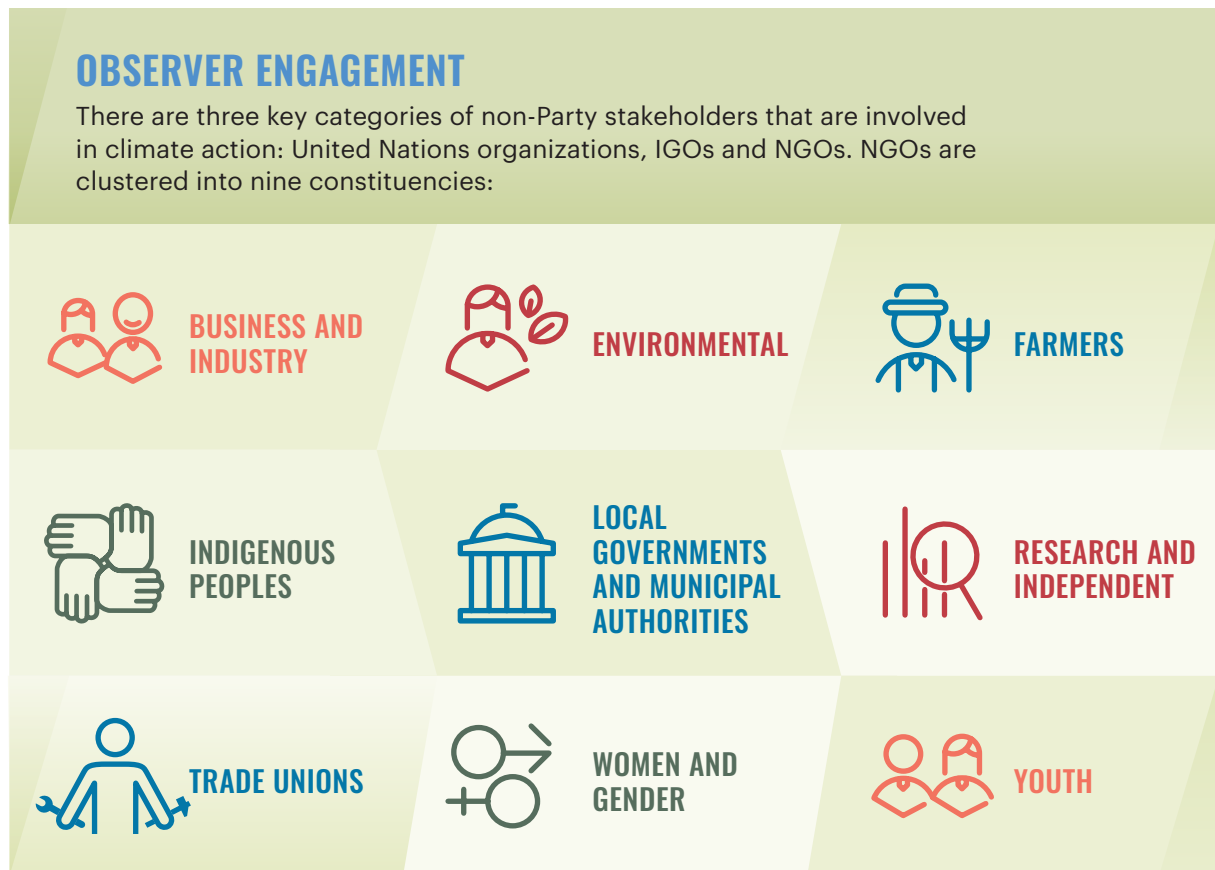 OBSERVER ENGAGEMENT
There are three key categories of non-Party stakeholders that are involved
in climate action: United Nations organizations, IGOs and NGOs. NGOs are
clustered into nine constituencies:
BUSINESS AND
INDUSTRY
ENVIRONMENTAL
FARMERS
INDIGENOUS
PEOPLES
LOCAL
GOVERNMENTS
AND MUNICIPAL
AUTHORITIES
RESEARCH AND
INDEPENDENT
TRADE UNIONS
WOMEN AND
GENDER
YOUTH